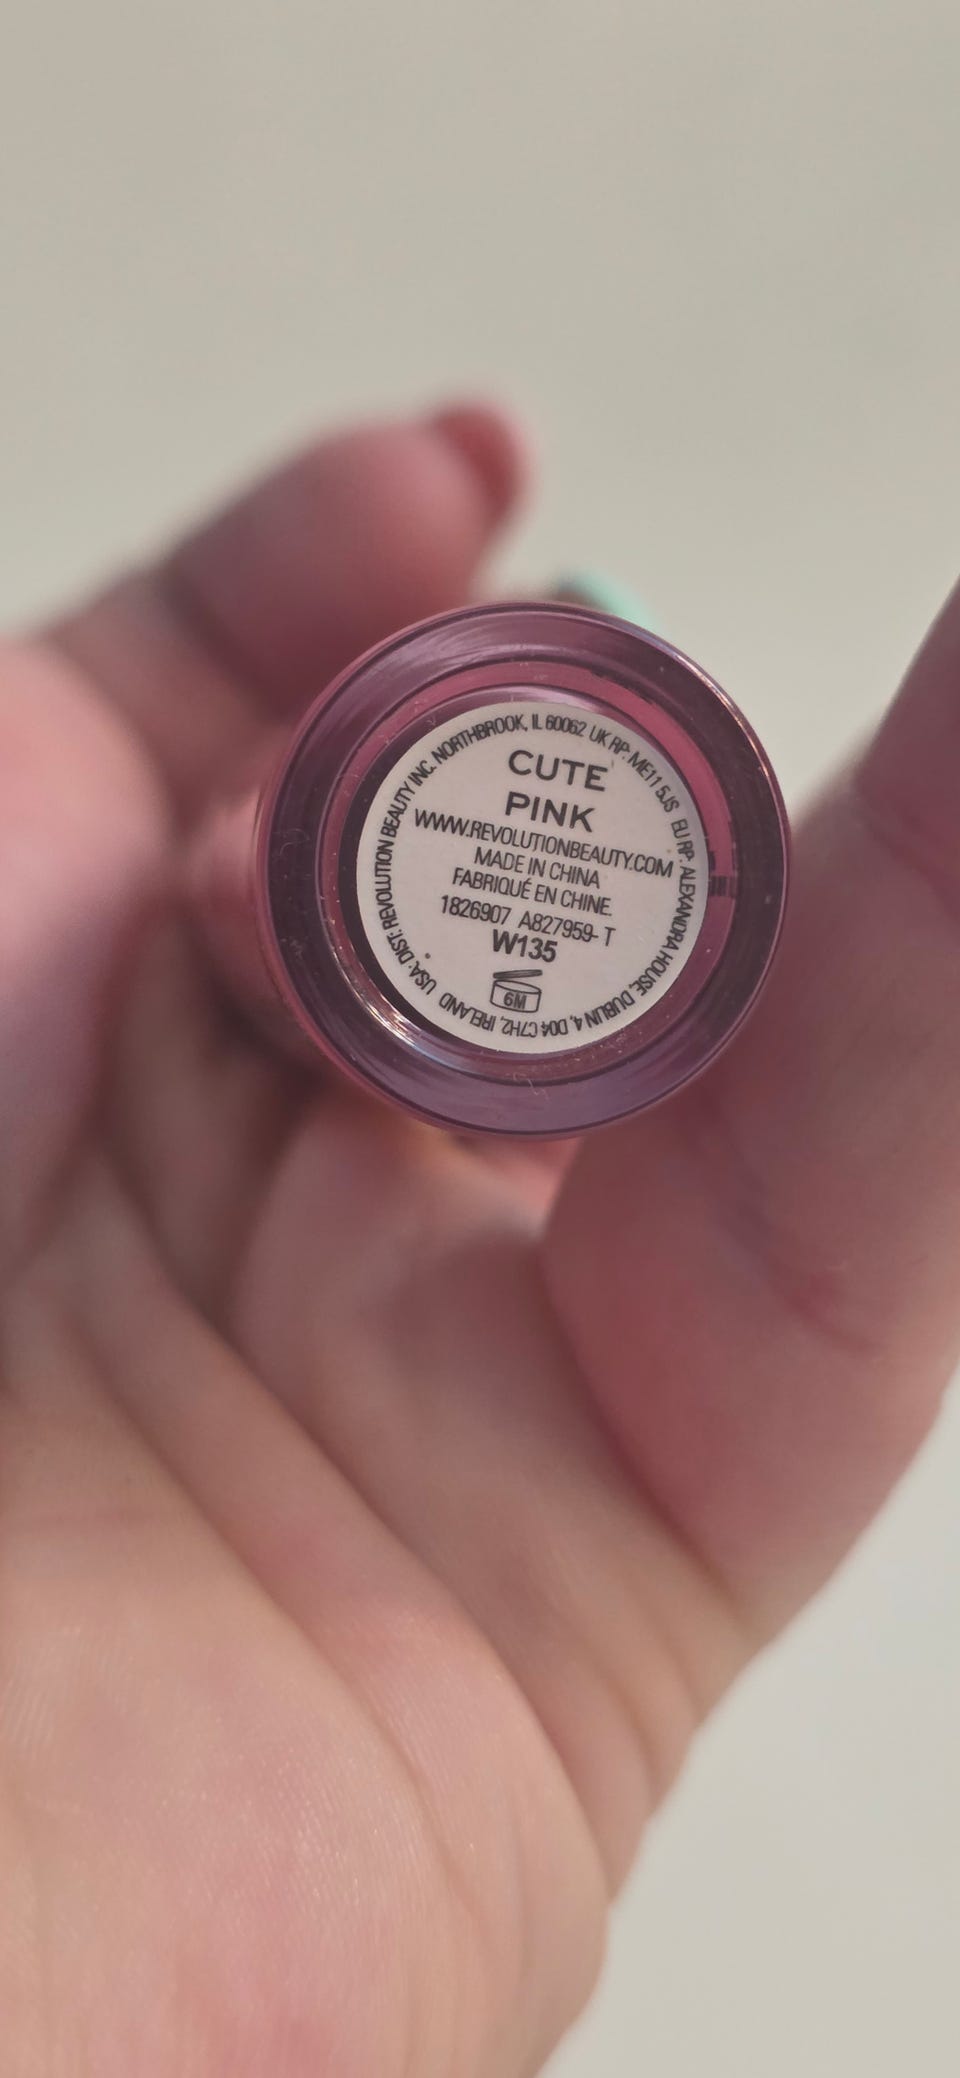 CUTE
PINK
WWW.REVOLUTIONBEAUTY.COM
MADE IN CHINA
FABRIQUÉ EN CHINE.
1826907 A827959- T
W135
6M
USA: DIST: REVOLUTION BEAUTY INC. NORTHBROOK, IL 60062 UK RP: ME11 5JS EU RP: ALEXANDRA HOUSE, DUBLIN 4, D04 C7H2, IRELAND